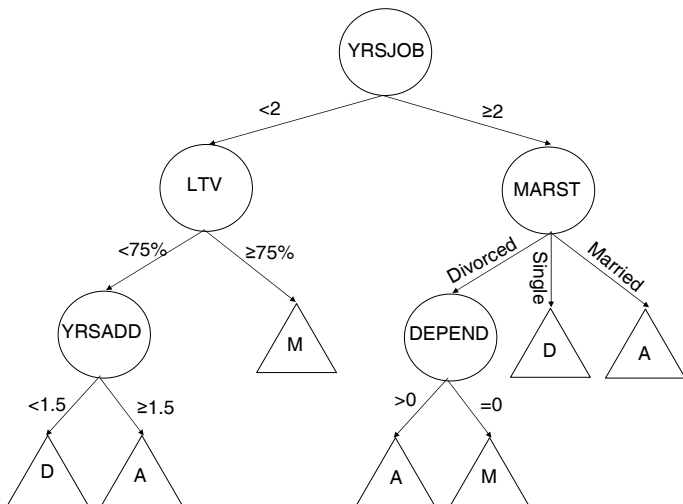 YRSJOB
<2
≥2
LTV
MARST
<75%
≥75%
Divorced
Single
Married
YRSADD
M
DEPEND
D
A
<1.5
≥1.5
>0
=0
D
A
A
M